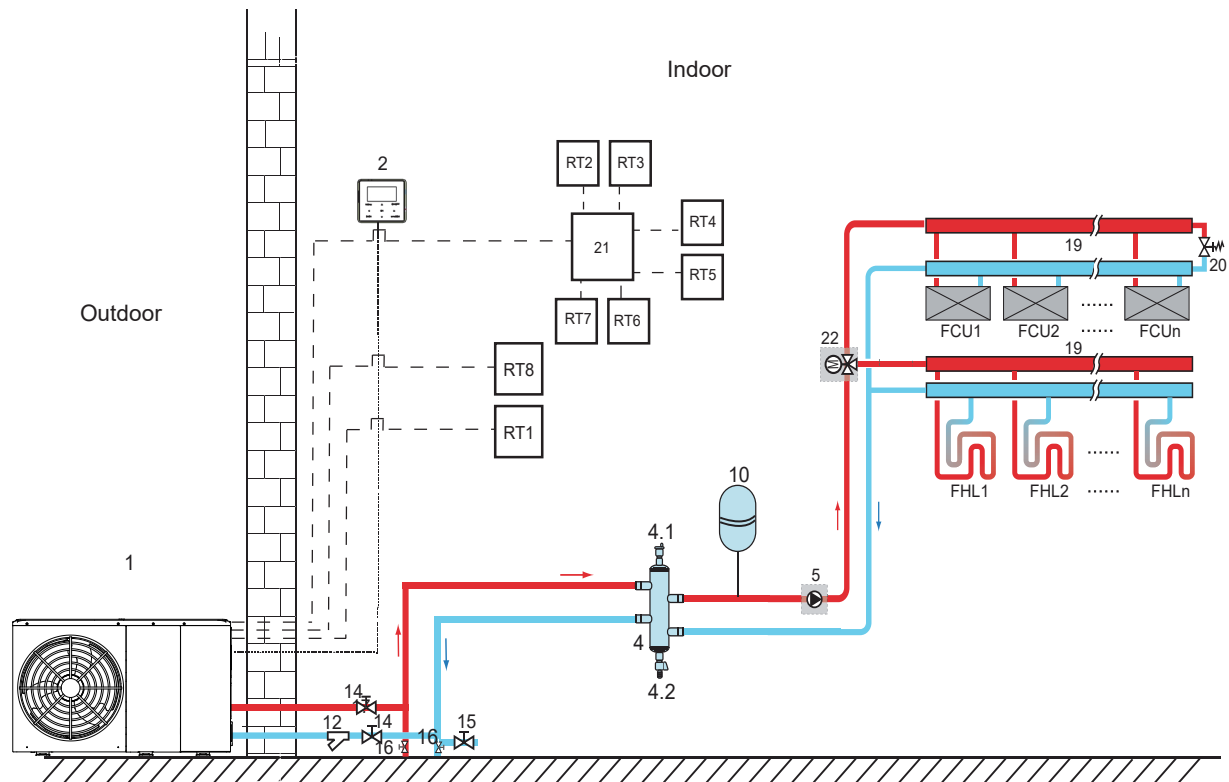 Indoor
Outdoor
2
RT2
RT3
RT4
21
RT5
RT7
RT6
RT8
RT1
19
20
FCU1
FCU2
......
......
FCUn
22
M
19
FHL1
FHL2
......
......
FHLn
10
4.1
5
4
4.2
1
14
12
14
16
16
15